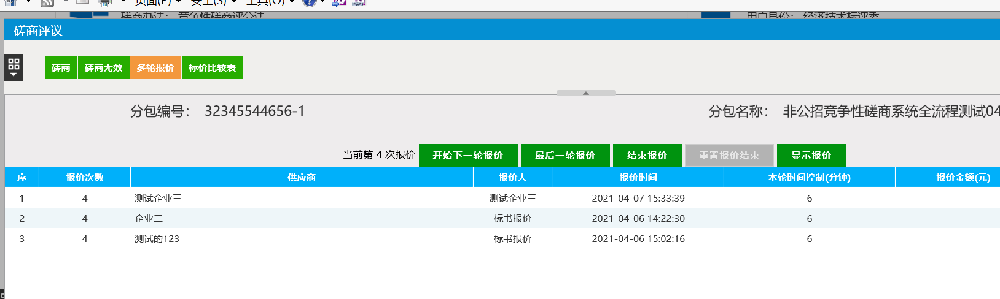 页面(P) 安全(S) 工具(O)
磋商办法： 竞争性磋商评分法 用户身份： 经济技术标评委
磋商评议
磋商 磋商无效 多轮报价 标价比较表
分包编号： 32345544656-1 分包名称： 非公招竞争性磋商系统全流程测试04
当前第 4 次报价 开始下一轮报价 最后一轮报价 结束报价 重置报价结束 显示报价
序 报价次数 供应商 报价人 报价时间 本轮时间控制(分钟) 报价金额(元)
1 4 测试企业三 测试企业三 2021-04-07 15:33:39 6
2 4 企业二 标书报价 2021-04-06 14:22:30 6
3 4 测试的123 标书报价 2021-04-06 15:02:16 6